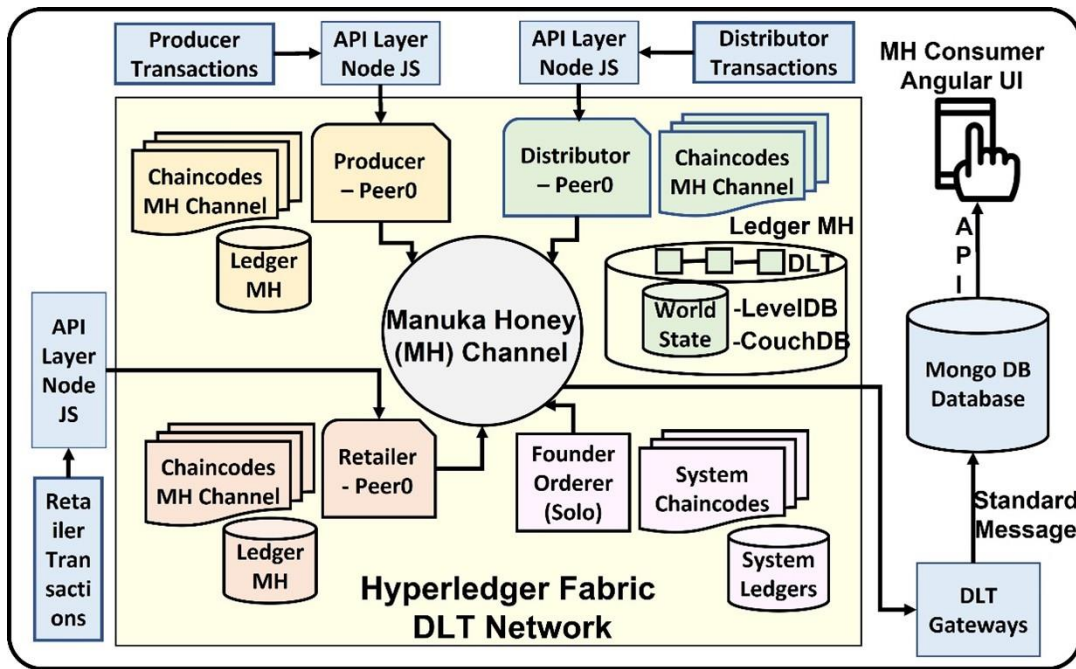 Producer
Transactions
API Layer
Node JS
API Layer
Node JS
Distributor
Transactions
MH Consumer
Angular UI
Chaincodes
MH Channel
Producer
– Peer0
Distributor
– Peer0
Chaincodes
MH Channel
Ledger
MH
Ledger MH
DLT
World
State
-LevelDB
-CouchDB
A
P
I
Manuka Honey
(MH) Channel
API
Layer
Node
JS
Mongo DB
Database
Chaincodes
MH Channel
Retailer
- Peer0
Founder
Orderer
(Solo)
System
Chaincodes
Standard
Message
Reta
iler
Tran
sacti
ons
Ledger
MH
System
Ledgers
Hyperledger Fabric
DLT Network
DLT
Gateways